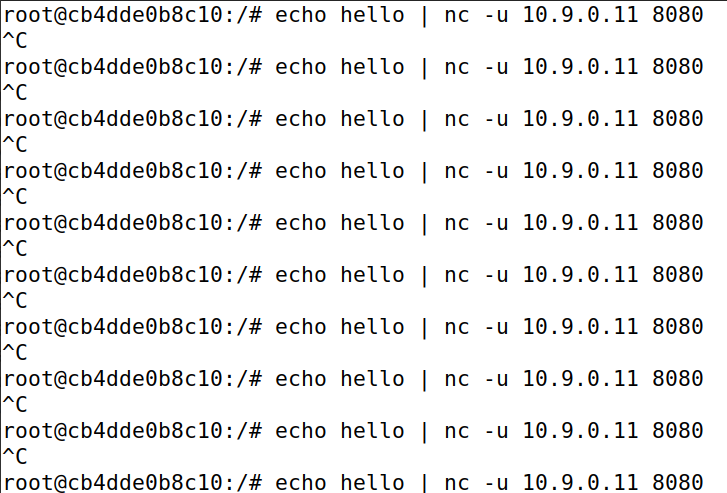 root@cb4dde0b8c10:/# echo hello | nc -u 10.9.0.11 8080
^C
root@cb4dde0b8c10:/# echo hello | nc -u 10.9.0.11 8080
^C
root@cb4dde0b8c10:/# echo hello | nc -u 10.9.0.11 8080
^C
root@cb4dde0b8c10:/# echo hello | nc -u 10.9.0.11 8080
^C
root@cb4dde0b8c10:/# echo hello | nc -u 10.9.0.11 8080
^C
root@cb4dde0b8c10:/# echo hello | nc -u 10.9.0.11 8080
^C
root@cb4dde0b8c10:/# echo hello | nc -u 10.9.0.11 8080
^C
root@cb4dde0b8c10:/# echo hello | nc -u 10.9.0.11 8080
^C
root@cb4dde0b8c10:/# echo hello | nc -u 10.9.0.11 8080
^C
root@cb4dde0b8c10:/# echo hello | nc -u 10.9.0.11 8080